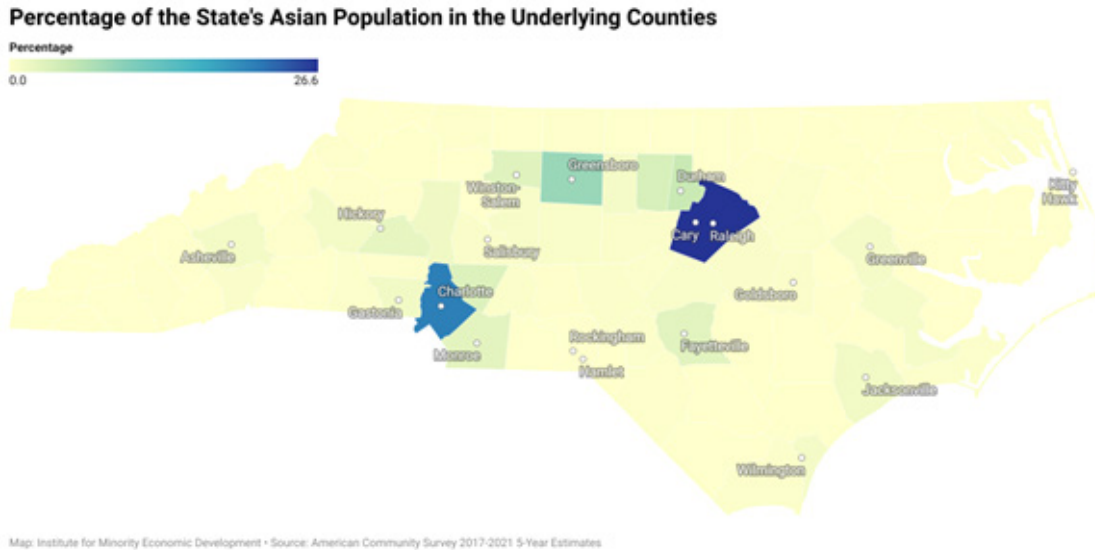 Percentage of the State's Asian Population in the Underlying Counties
Percentage
0.0
26.6
Greensboro
Durham
Winston-
Salem
Kitty
Hawk
Hickory
Cary
Raleigh
Asheville
Salisbury
Greenville
Charlotte
Goldsboro
Gastonia
Rockingham
Fayetteville
Monroe
Hamlet
Jacksonville
Wilmington
Map: Institute for Minority Economic Development • Source: American Community Survey 2017-2021 5-Year Estimates